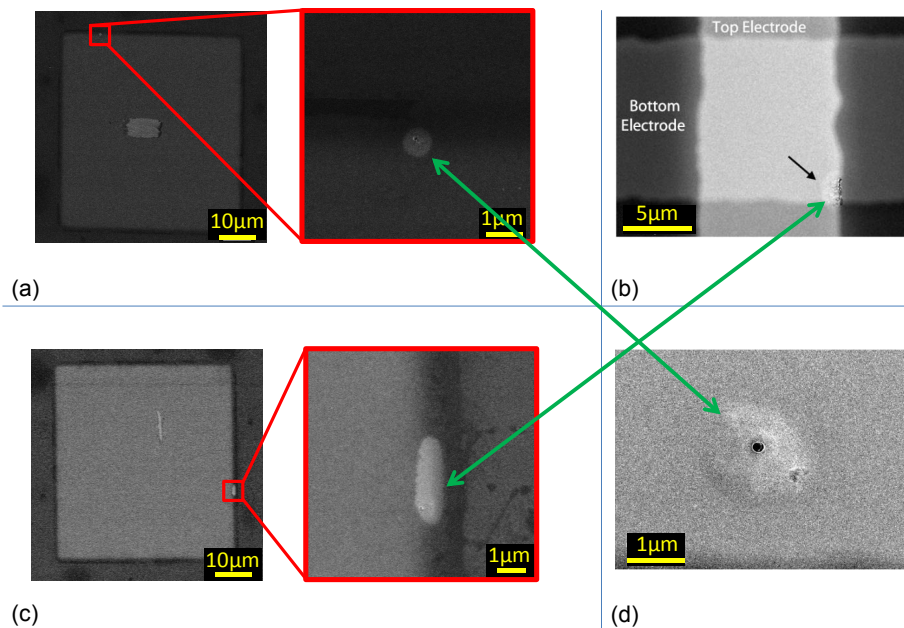 10μm
1μm
(a)
Top Electrode
Bottom
Electrode
5μm
(b)
10μm
1μm
(c)
1μm
(d)